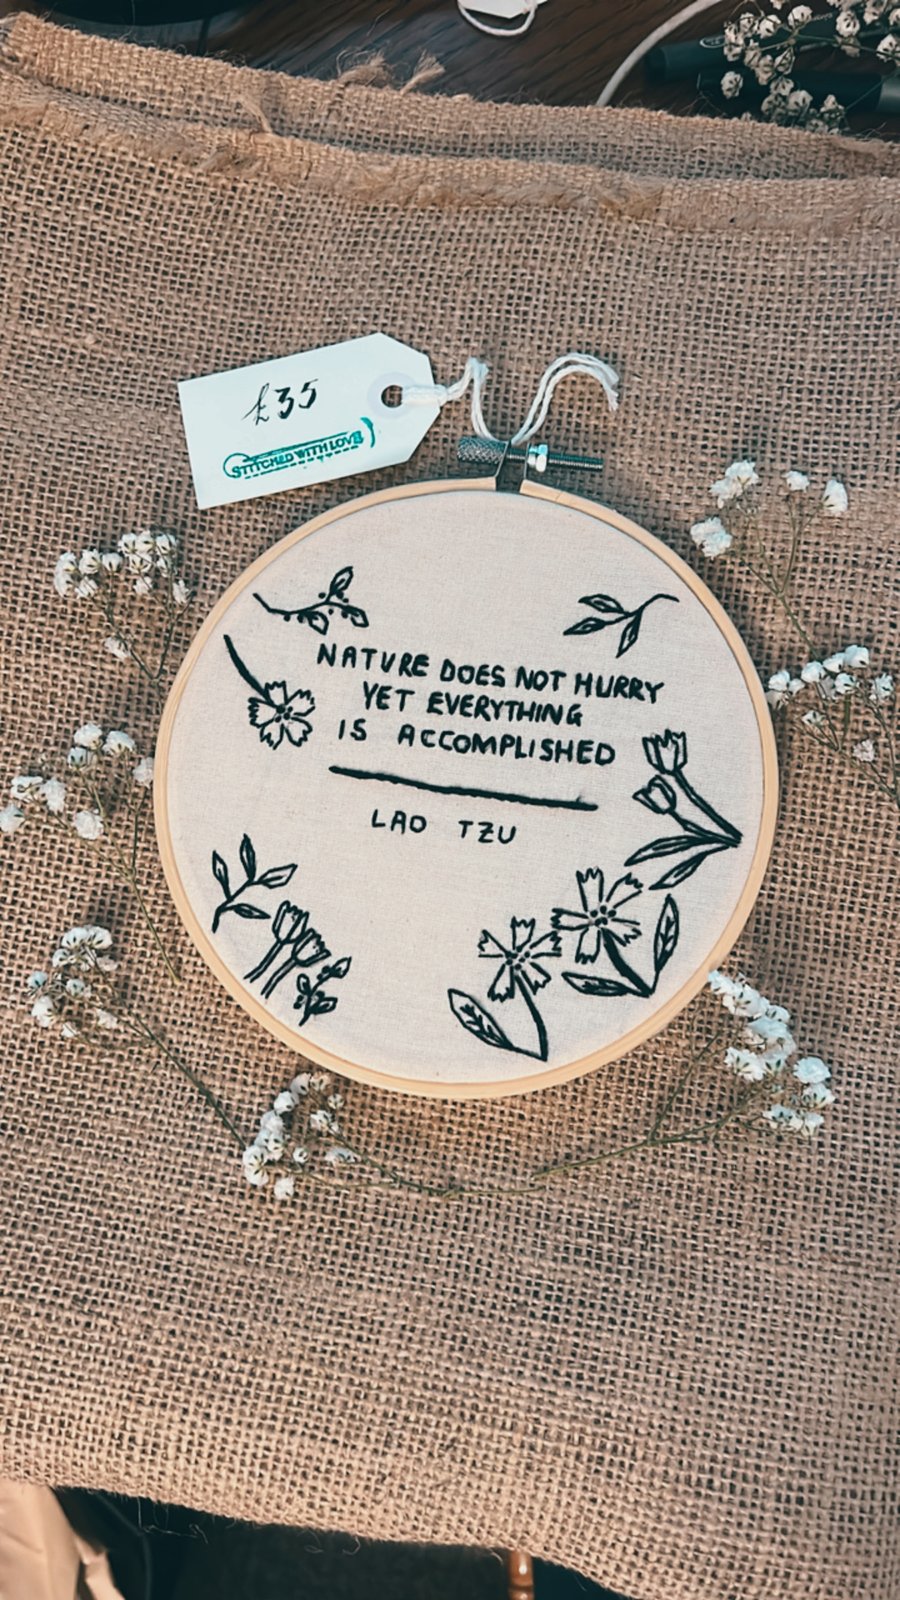 £35
STITCHED WITH LOVE
NATURE DOES NOT HURRY
YET EVERYTHING
IS ACCOMPLISHED
LAO TZU